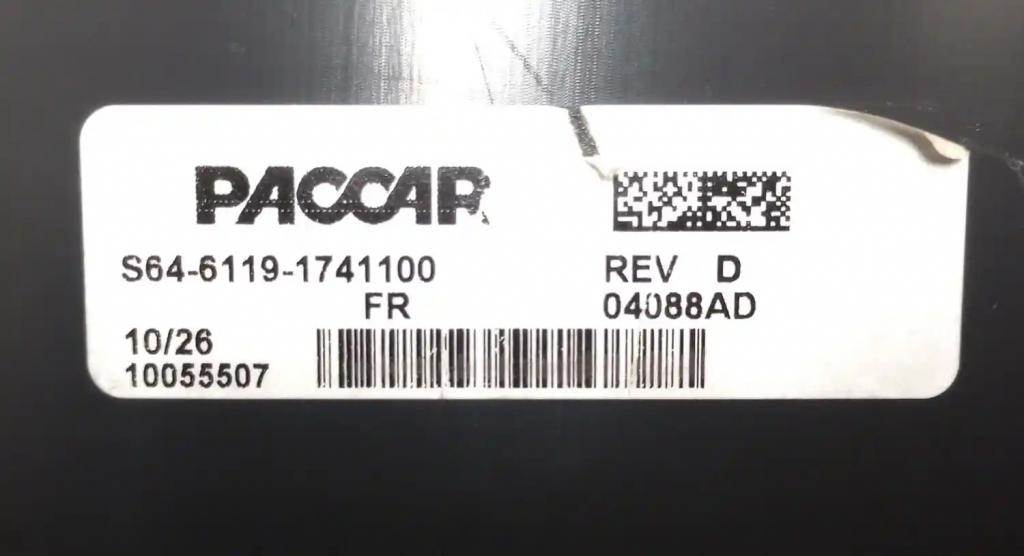 PACCAR
S64-6119-1741100 REV D
FR 04088AD
10/26
10055507